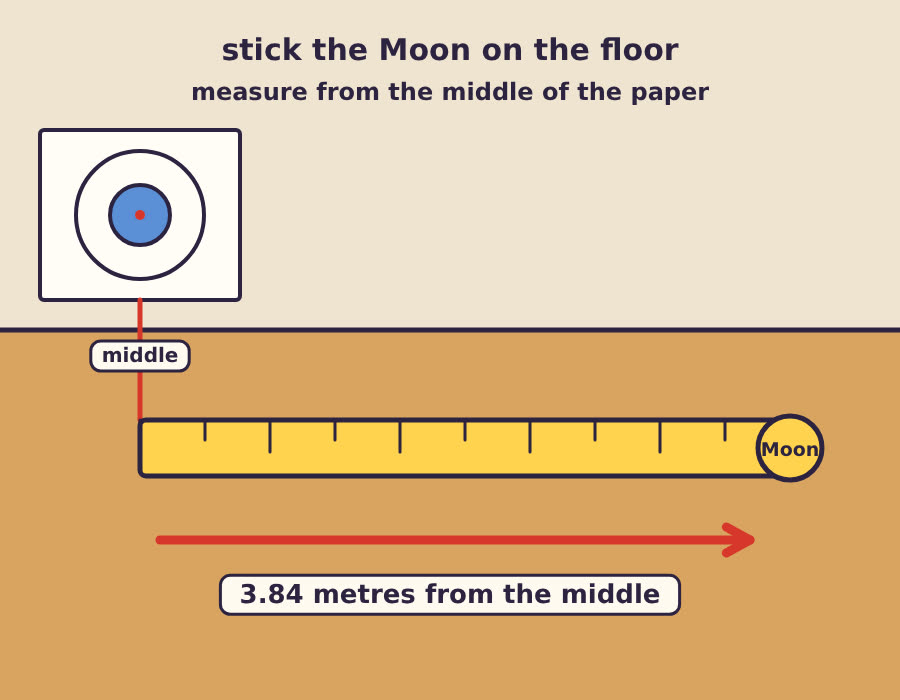 stick the Moon on the floor
measure from the middle of the paper
middle
Moon
3.84 metres from the middle